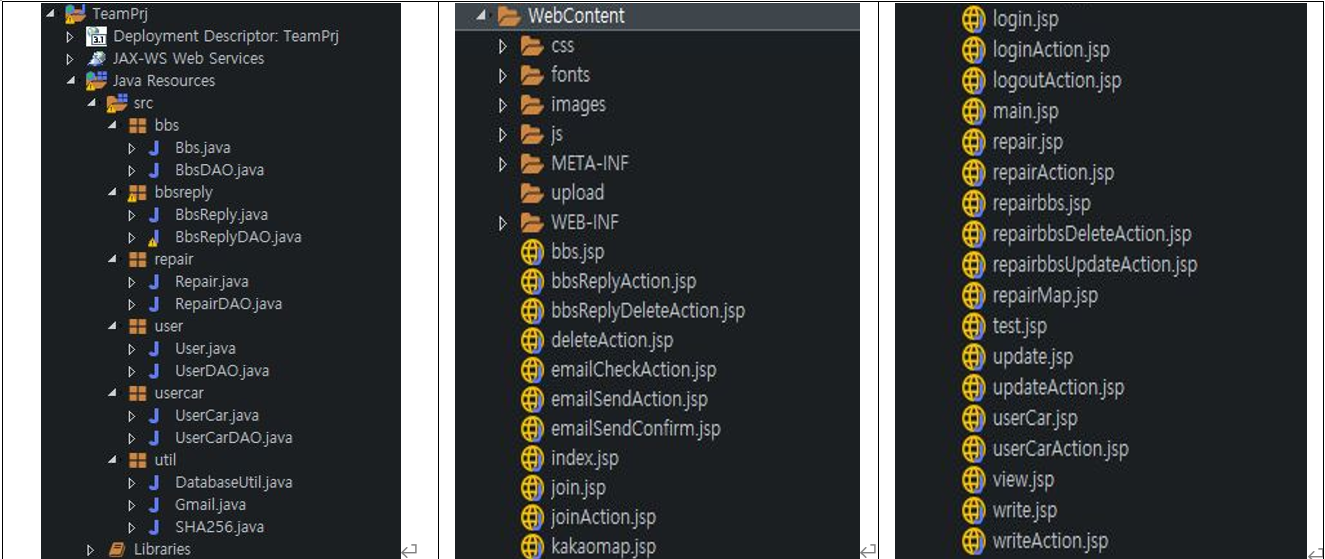 TeamPrj
Deployment Descriptor: TeamPrj
JAX-WS Web Services
Java Resources
src
bbs
Bbs.java
BbsDAO.java
bbsreply
BbsReply.java
BbsReplyDAO.java
repair
Repair.java
RepairDAO.java
user
User.java
UserDAO.java
usercar
UserCar.java
UserCarDAO.java
util
DatabaseUtil.java
Gmail.java
SHA256.java
Libraries
WebContent
css
fonts
images
js
META-INF
upload
WEB-INF
bbs.jsp
bbsReplyAction.jsp
bbsReplyDeleteAction.jsp
deleteAction.jsp
emailCheckAction.jsp
emailSendAction.jsp
emailSendConfirm.jsp
index.jsp
join.jsp
joinAction.jsp
kakaomap.jsp
login.jsp
loginAction.jsp
logoutAction.jsp
main.jsp
repair.jsp
repairAction.jsp
repairbbs.jsp
repairbbsDeleteAction.jsp
repairbbsUpdateAction.jsp
repairMap.jsp
test.jsp
update.jsp
updateAction.jsp
userCar.jsp
userCarAction.jsp
view.jsp
write.jsp
writeAction.jsp